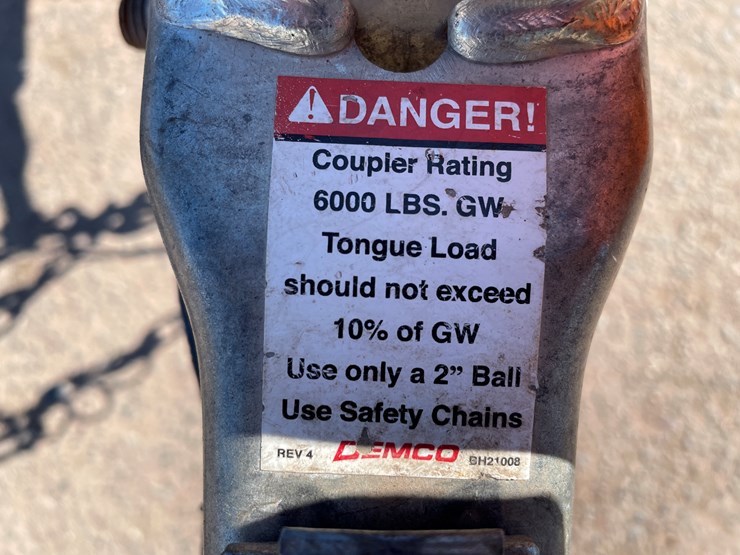 DANGER!
Coupler Rating
6000 LBS. GW
Tongue Load
should not exceed
10% of GW
Use only a 2” Ball
Use Safety Chains
REV 4 DEMCO BH21008